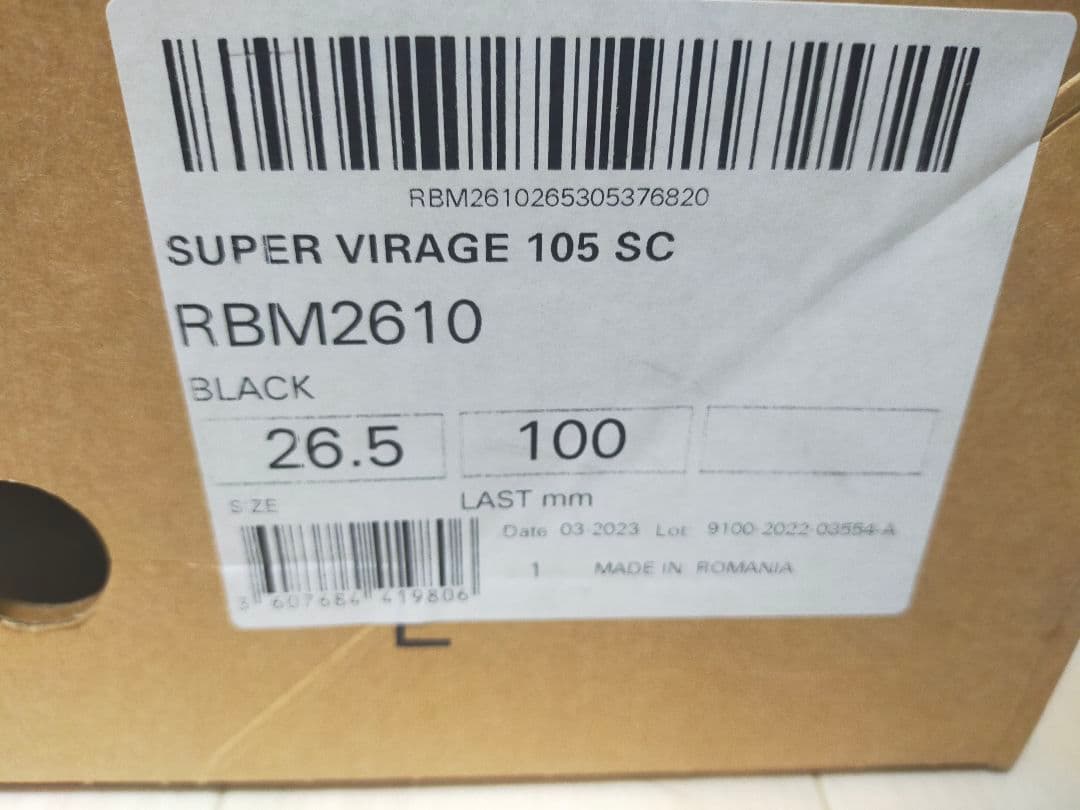 RBM2610265305376820
SUPER VIRAGE 105 SC
RBM2610
BLACK
26.5 100
SIZE LAST mm
Date 03 2023 Lot 9100-2022-03554-A
1 MADE IN ROMANIA
3 607684 419806